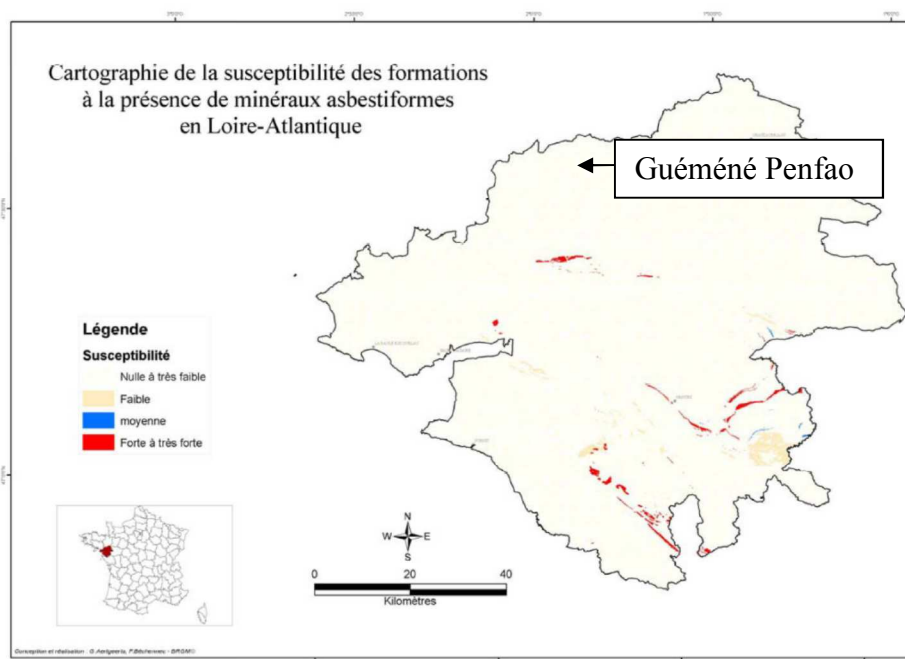 Cartographie de la susceptibilité des formations
à la présence de minéraux asbestiformes
en Loire-Atlantique
Guéméné Penfao
Légende
Susceptibilité
Nulle à très faible
Faible
moyenne
Forte à très forte
N
W E
S
0 20 40
Kilomètres